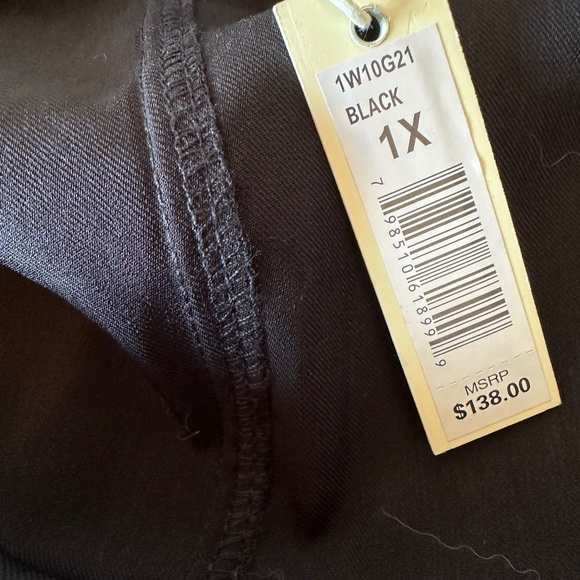 1W10G21
BLACK
1X
7 98510 61899 9
MSRP
$138.00